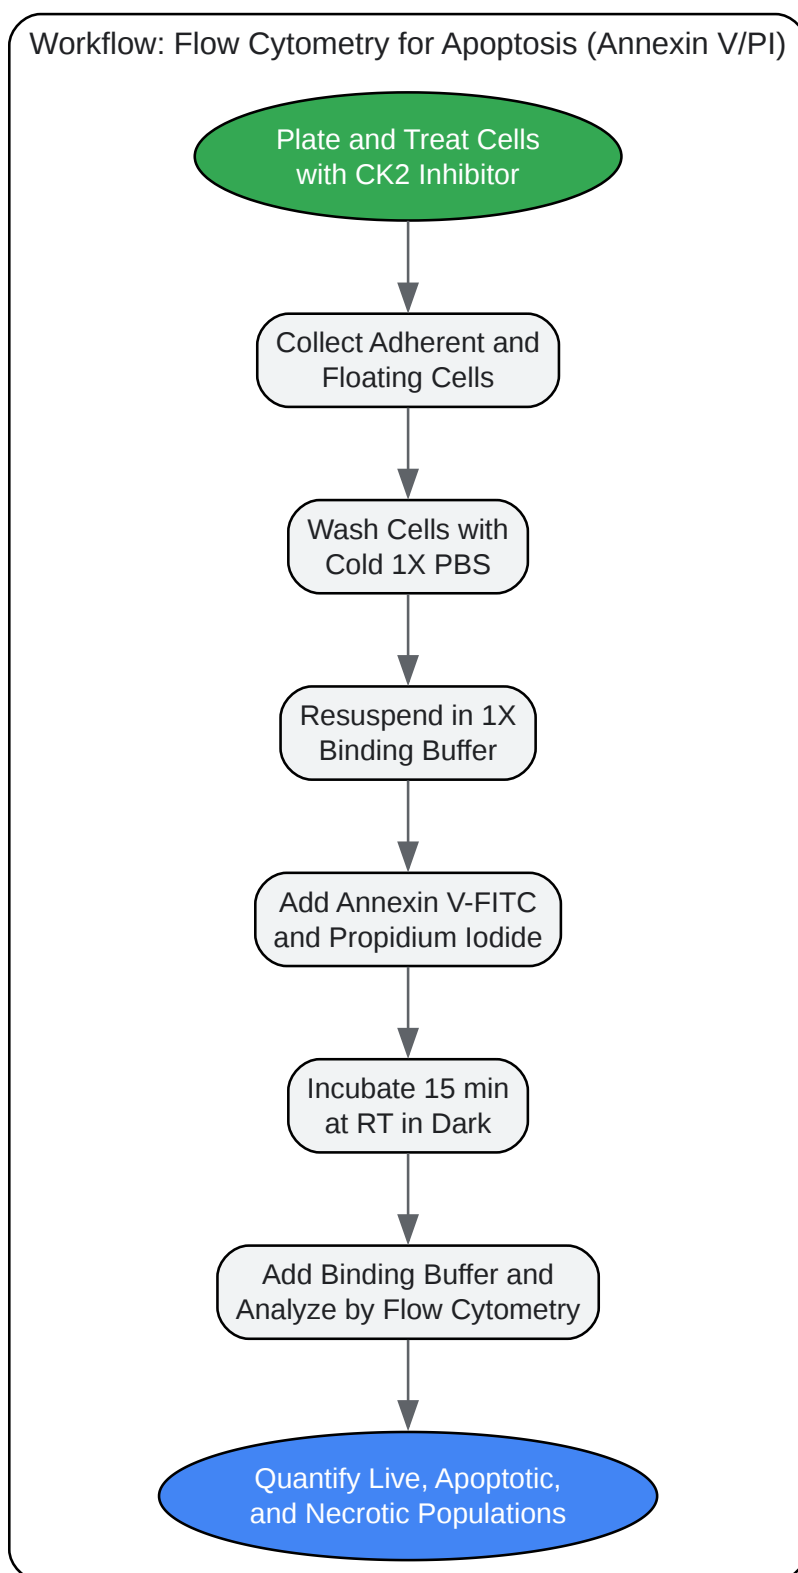 Workflow: Flow Cytometry for Apoptosis (Annexin V/PI)
Plate and Treat Cells
with CK2 Inhibitor
Collect Adherent and
Floating Cells
Wash Cells with
Cold 1X PBS
Resuspend in 1X
Binding Buffer
Add Annexin V-FITC
and Propidium Iodide
Incubate 15 min
at RT in Dark
Add Binding Buffer and
Analyze by Flow Cytometry
Quantify Live, Apoptotic,
and Necrotic Populations